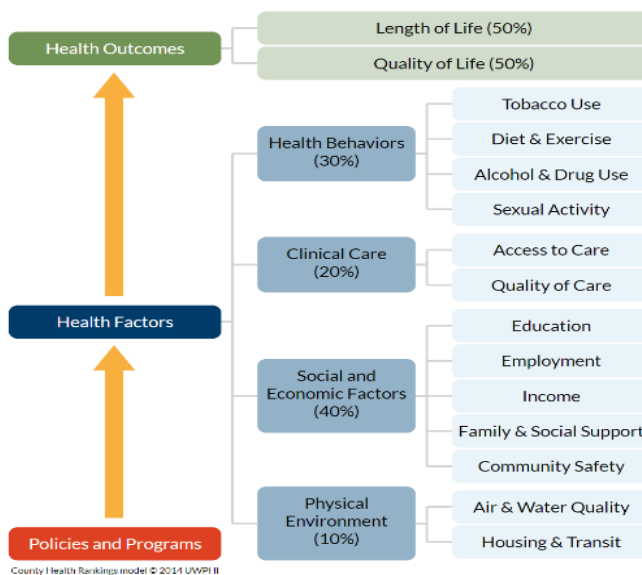 Health Outcomes
Length of Life (50%)
Quality of Life (50%)
Health Factors
Health Behaviors
(30%)
Tobacco Use
Diet & Exercise
Alcohol & Drug Use
Sexual Activity
Clinical Care
(20%)
Access to Care
Quality of Care
Social and
Economic Factors
(40%)
Education
Employment
Income
Family & Social Support
Community Safety
Physical
Environment
(10%)
Air & Water Quality
Housing & Transit
Policies and Programs
County Health Rankings model © 2014 UWPHI